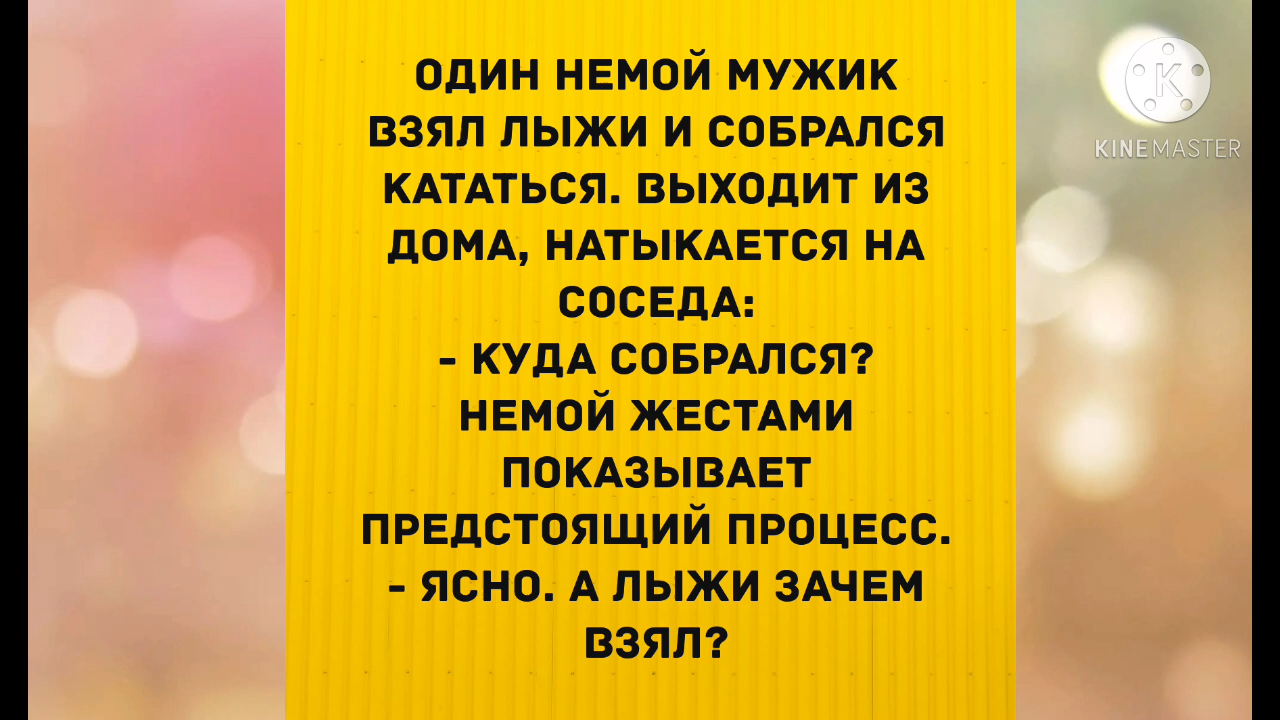 ОДИН НЕМОЙ МУЖИК
ВЗЯЛ ЛЫЖИ И СОБРАЛСЯ
КАТАТЬСЯ. ВЫХОДИТ ИЗ
ДОМА, НАТЫКАЕТСЯ НА
СОСЕДА:
- КУДА СОБРАЛСЯ?
НЕМОЙ ЖЕСТАМИ
ПОКАЗЫВАЕТ
ПРЕДСТОЯЩИЙ ПРОЦЕСС.
- ЯСНО. А ЛЫЖИ ЗАЧЕМ
ВЗЯЛ?
K
KINEMASTER